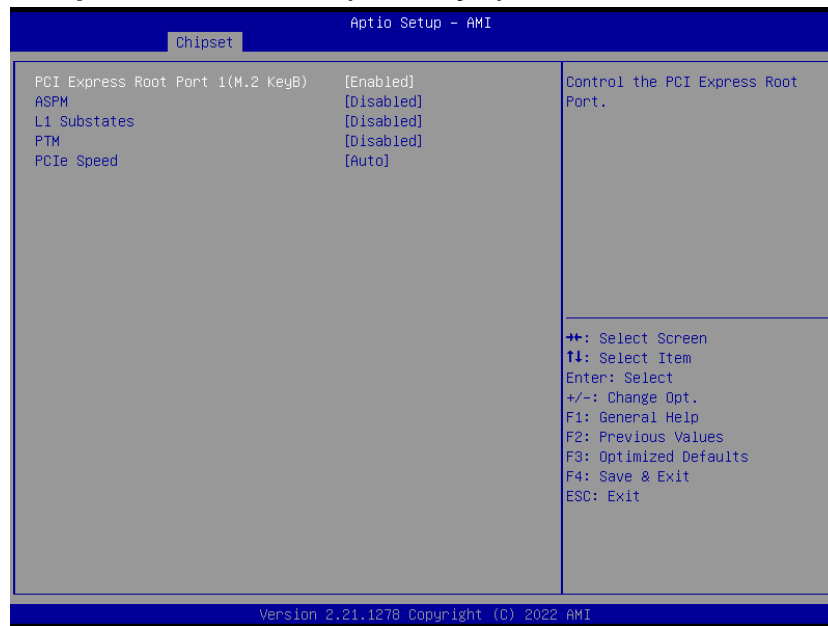 Aptio Setup – AMI
Chipset
PCI Express Root Port 1(M.2 KeyB) [Enabled]
ASPM [Disabled]
L1 Substates [Disabled]
PTM [Disabled]
PCIe Speed [Auto]
Control the PCI Express Root
Port.
→←: Select Screen
↑↓: Select Item
Enter: Select
+/-: Change Opt.
F1: General Help
F2: Previous Values
F3: Optimized Defaults
F4: Save & Exit
ESC: Exit
Version 2.21.1278 Copyright (C) 2022 AMI